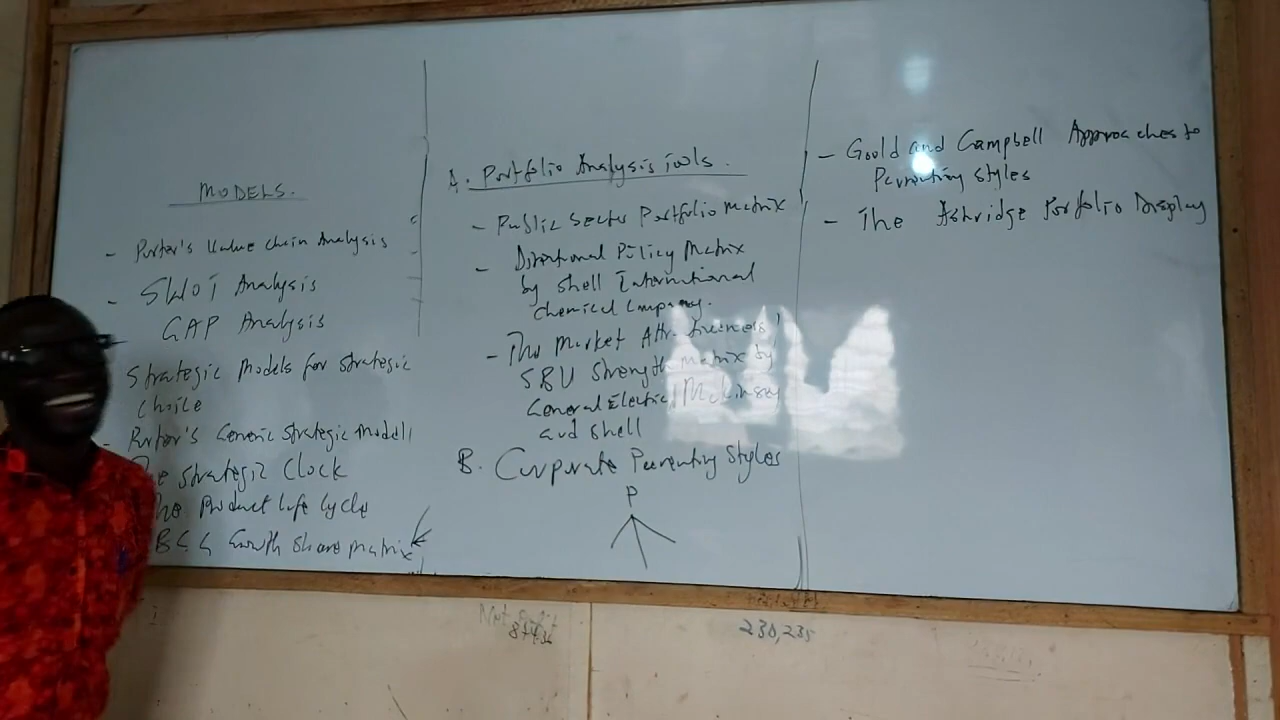 MODELS.
- Porter's Value chain Analysis
- SWOT Analysis
GAP Analysis
Strategic Models for strategic
choice
- Porter's Generic Strategic Model
The Strategic Clock
The Product Life Cycle
BCG Growth Share matrix
A. Portfolio Analysis Tools.
- Public Sector Portfolio Matrix
- Directional Policy Matrix
by Shell International
Chemical Company.
- The Market Attractiveness /
SBU Strength matrix by
General Electric / McKinsey
and Shell
B. Corporate Parenting Styles
P
- Goold and Campbell Approaches to
Parenting Styles
- The Ashridge Portfolio Display
230,235